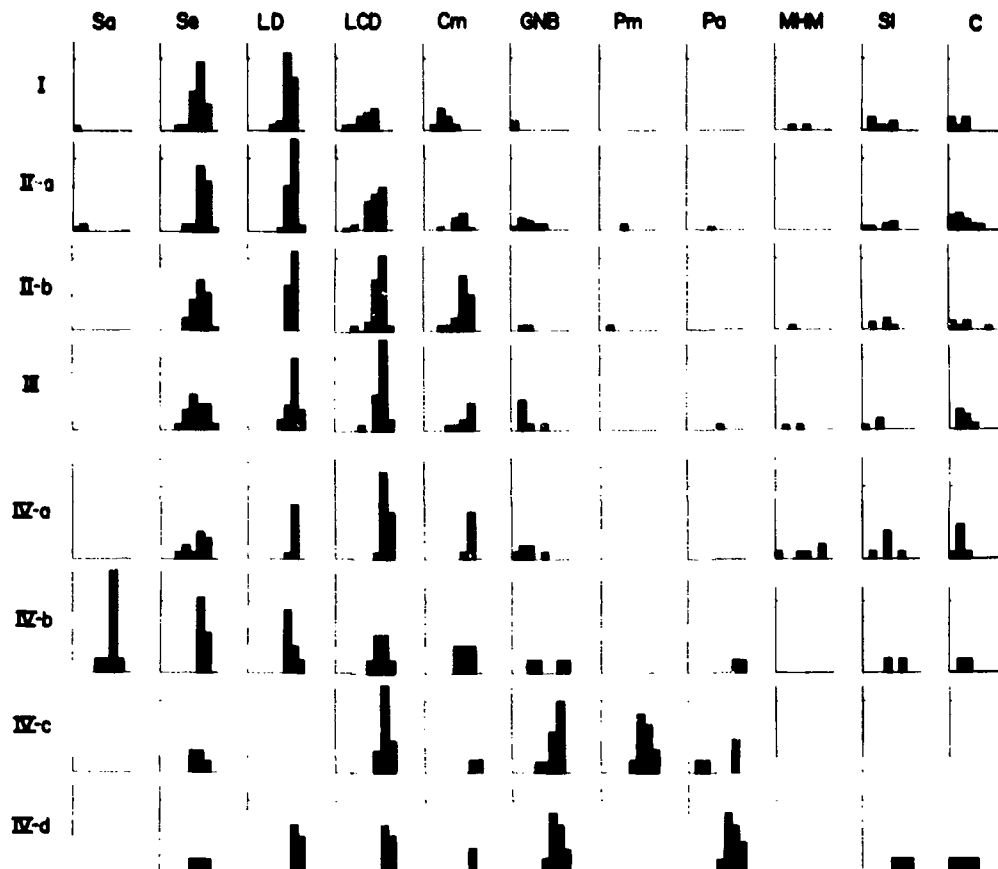 Sa Se LD LCD Cm GNB Pm Pa MHM Sl C
I
II-a
II-b
III
IV-a
IV-b
IV-c
IV-d